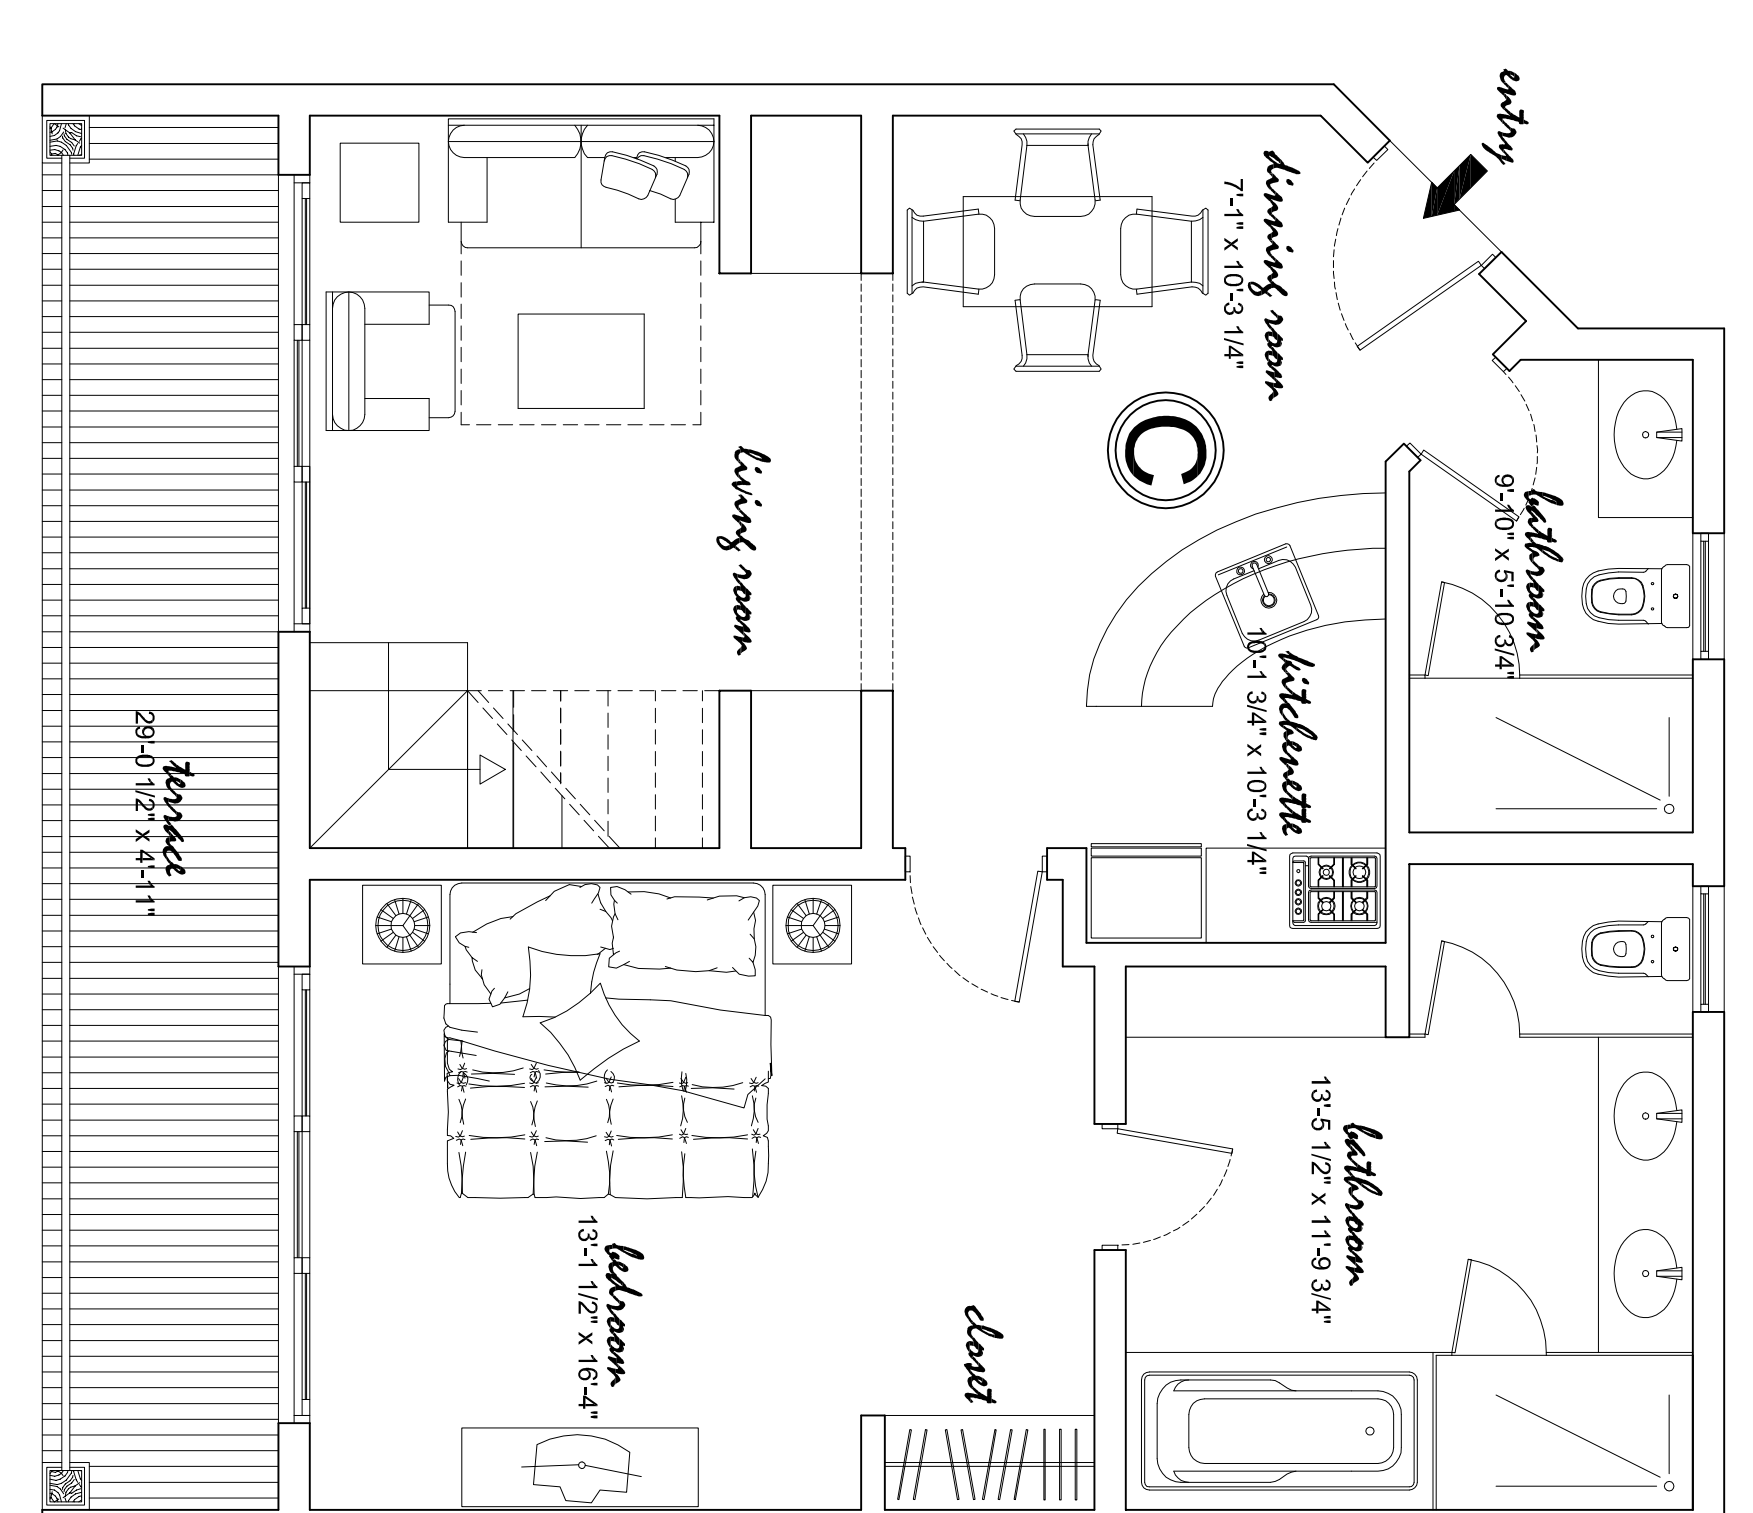 entry
dinning room
7'-1" x 10'-3 1/4"
C
living room
bathroom
9'-10" x 5'-10 3/4"
kitchenette
10'-1 3/4" x 10'-3 1/4"
terrace
29'-0 1/2" x 4'-11"
bathroom
13'-5 1/2" x 11'-9 3/4"
bedroom
13'-1 1/2" x 16'-4"
closet